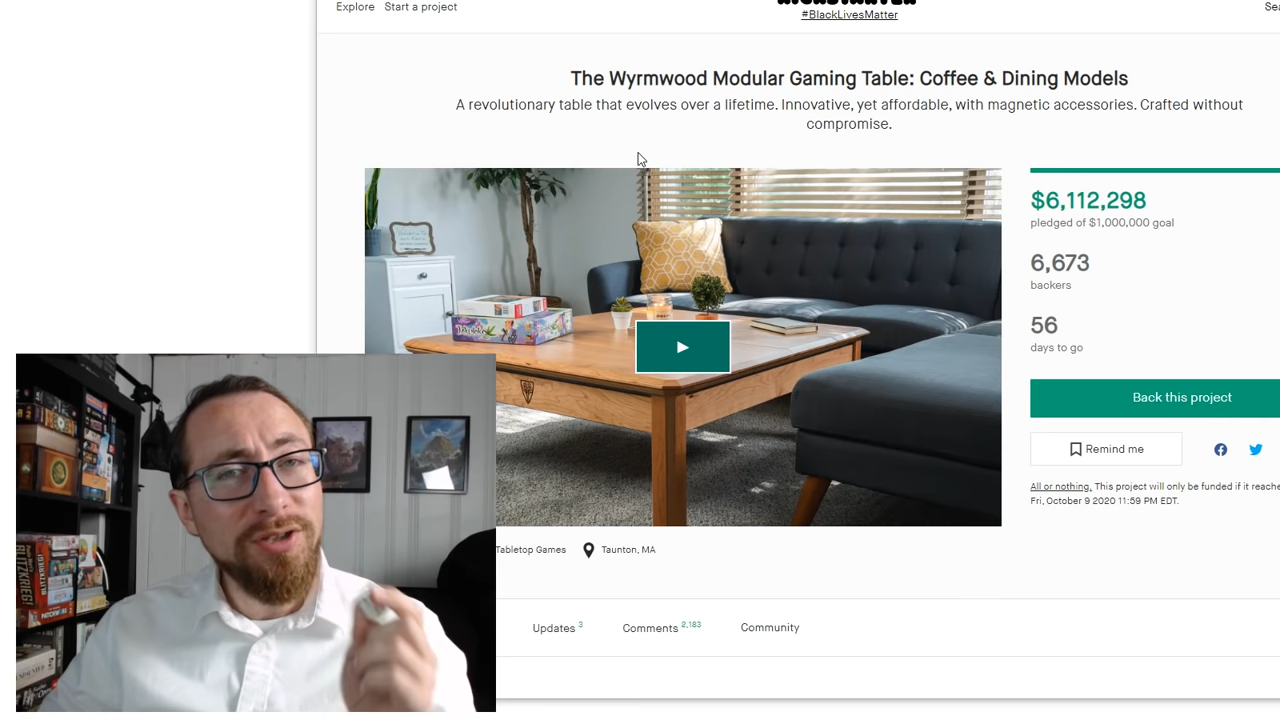 Explore Start a project
KICKSTARTER
#BlackLivesMatter
The Wyrmwood Modular Gaming Table: Coffee & Dining Models
A revolutionary table that evolves over a lifetime. Innovative, yet affordable, with magnetic accessories. Crafted without
compromise.
$6,112,298
pledged of $1,000,000 goal
6,673
backers
56
days to go
Back this project
Remind me
All or nothing. This project will only be funded if it reache
Fri, October 9 2020 11:59 PM EDT.
Tabletop Games Taunton, MA
Updates 3 Comments 2,183 Community
BLITZKRIEG!
BLITZKRIEG!